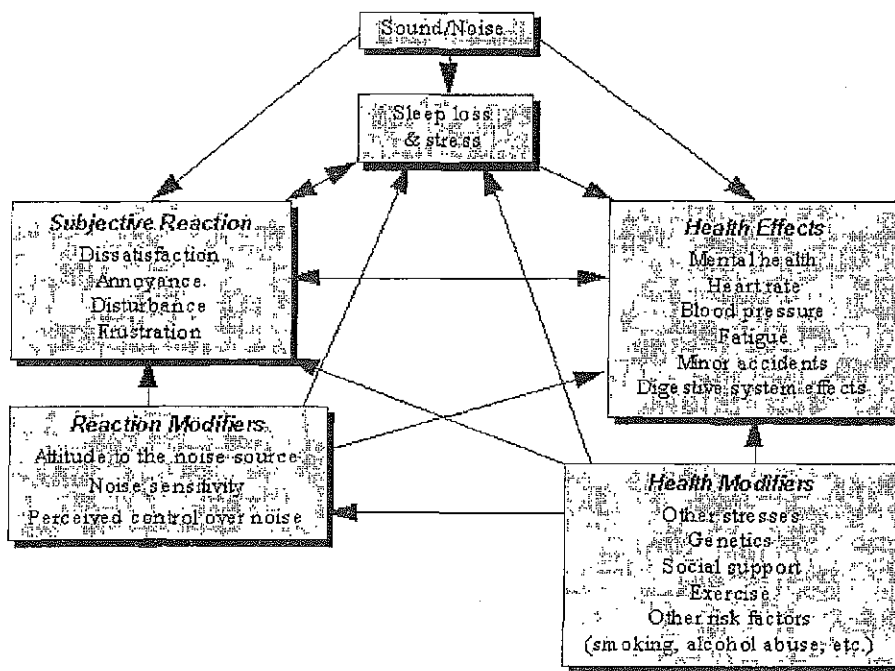 Sound/Noise
Sleep loss
& stress
Subjective Reaction
Dissatisfaction
Annoyance
Disturbance
Frustration
Health Effects
Mental health
Heart rate
Blood pressure
Fatigue
Minor accidents
Digestive system effects
Reaction Modifiers
Attitude to the noise source
Noise sensitivity
Perceived control over noise
Health Modifiers
Other stresses
Genetics
Social support
Exercise
Other risk factors
(smoking, alcohol abuse, etc.)